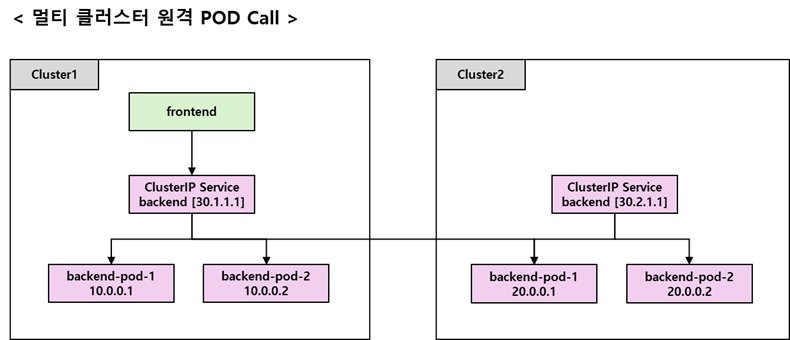 < 멀티 클러스터 원격 POD Call >
Cluster1
frontend
ClusterIP Service
backend [30.1.1.1]
backend-pod-1
10.0.0.1
backend-pod-2
10.0.0.2
Cluster2
ClusterIP Service
backend [30.2.1.1]
backend-pod-1
20.0.0.1
backend-pod-2
20.0.0.2